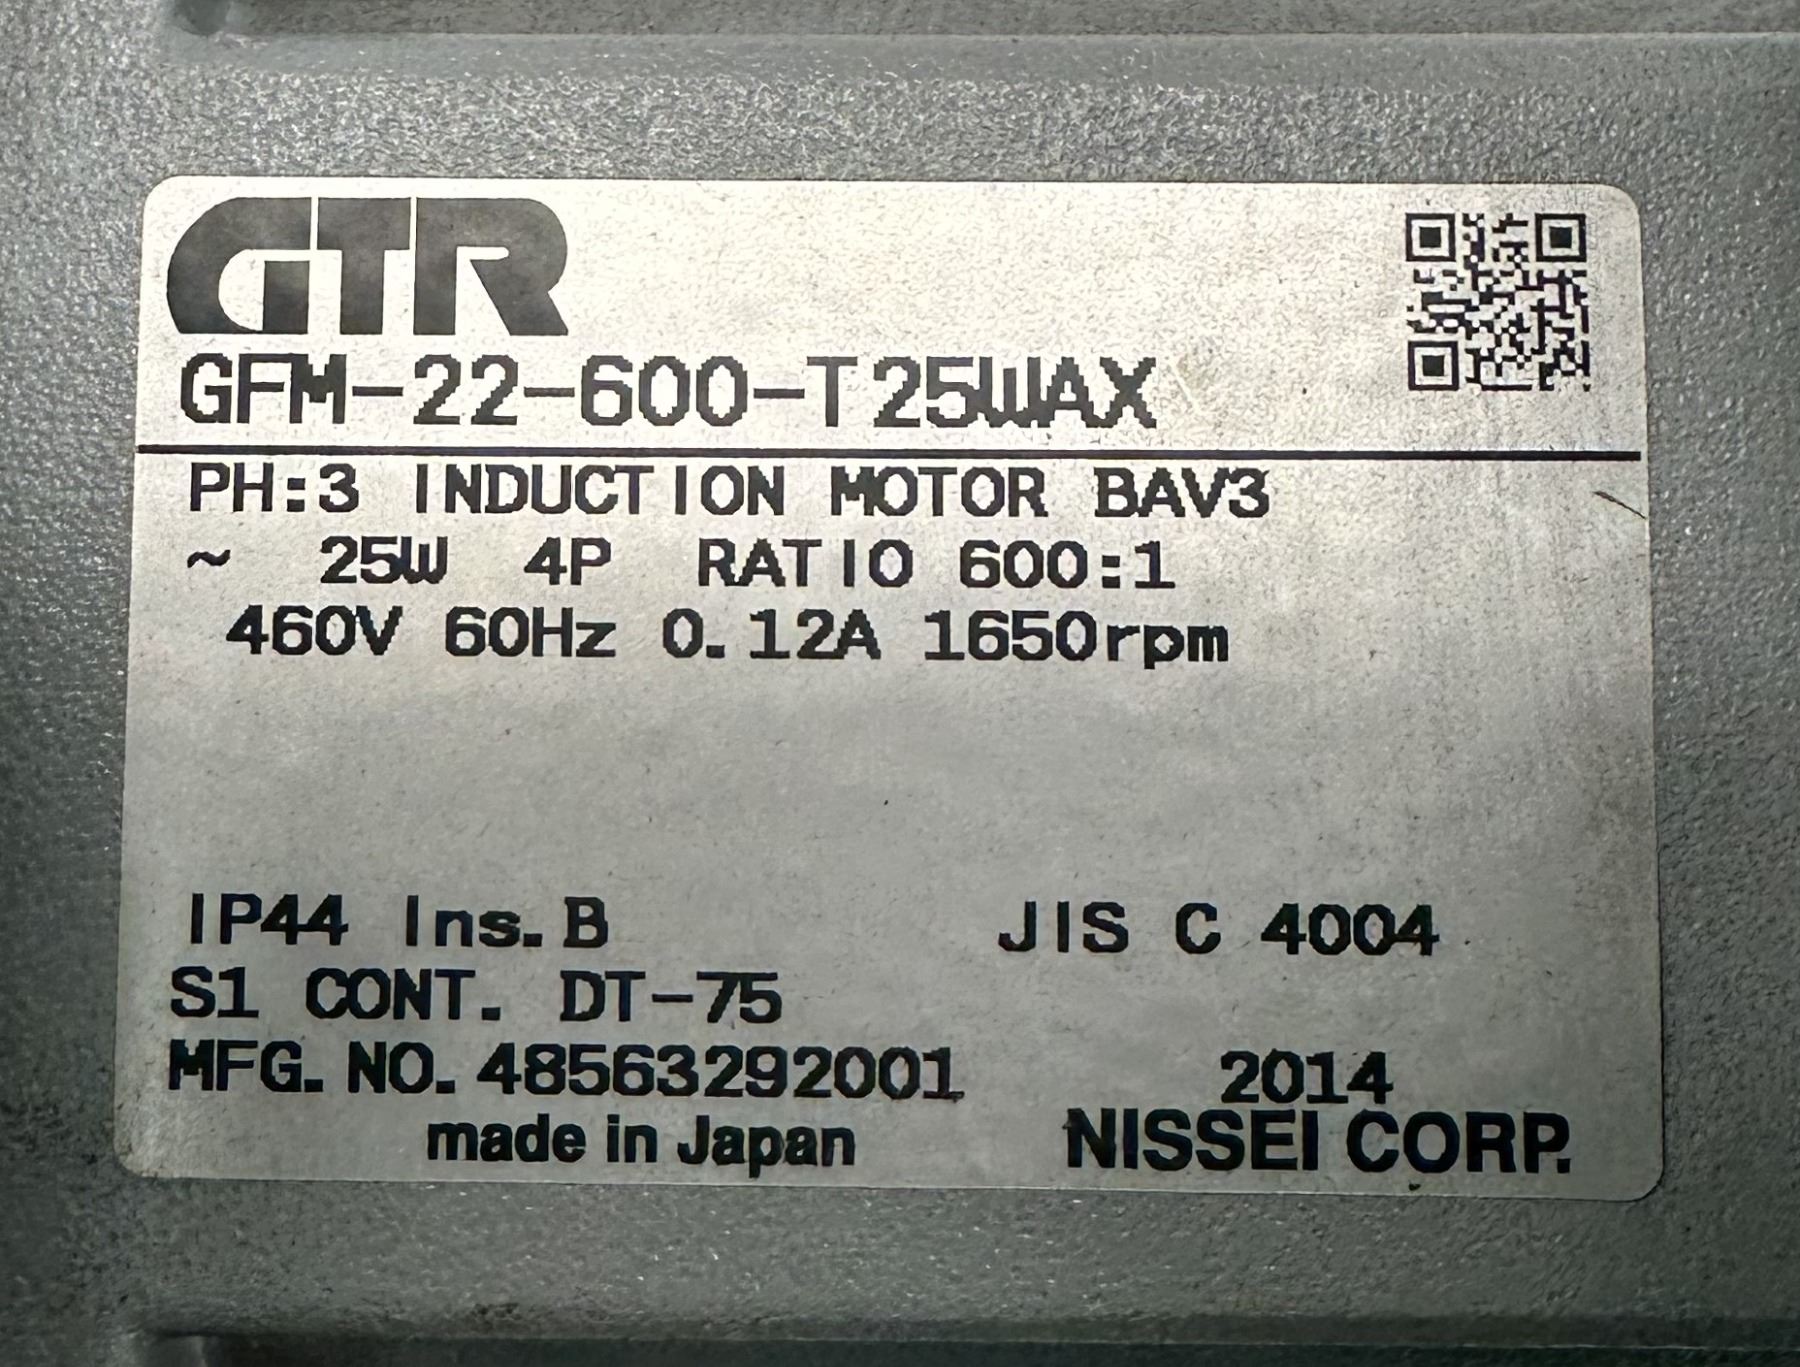 GTR
GFM-22-600-T25WAX
PH:3 INDUCTION MOTOR BAV3
~ 25W 4P RATIO 600:1
460V 60Hz 0.12A 1650rpm
IP44 Ins.B JIS C 4004
S1 CONT. DT-75
MFG.NO.48563292001 2014
made in Japan NISSEI CORP.